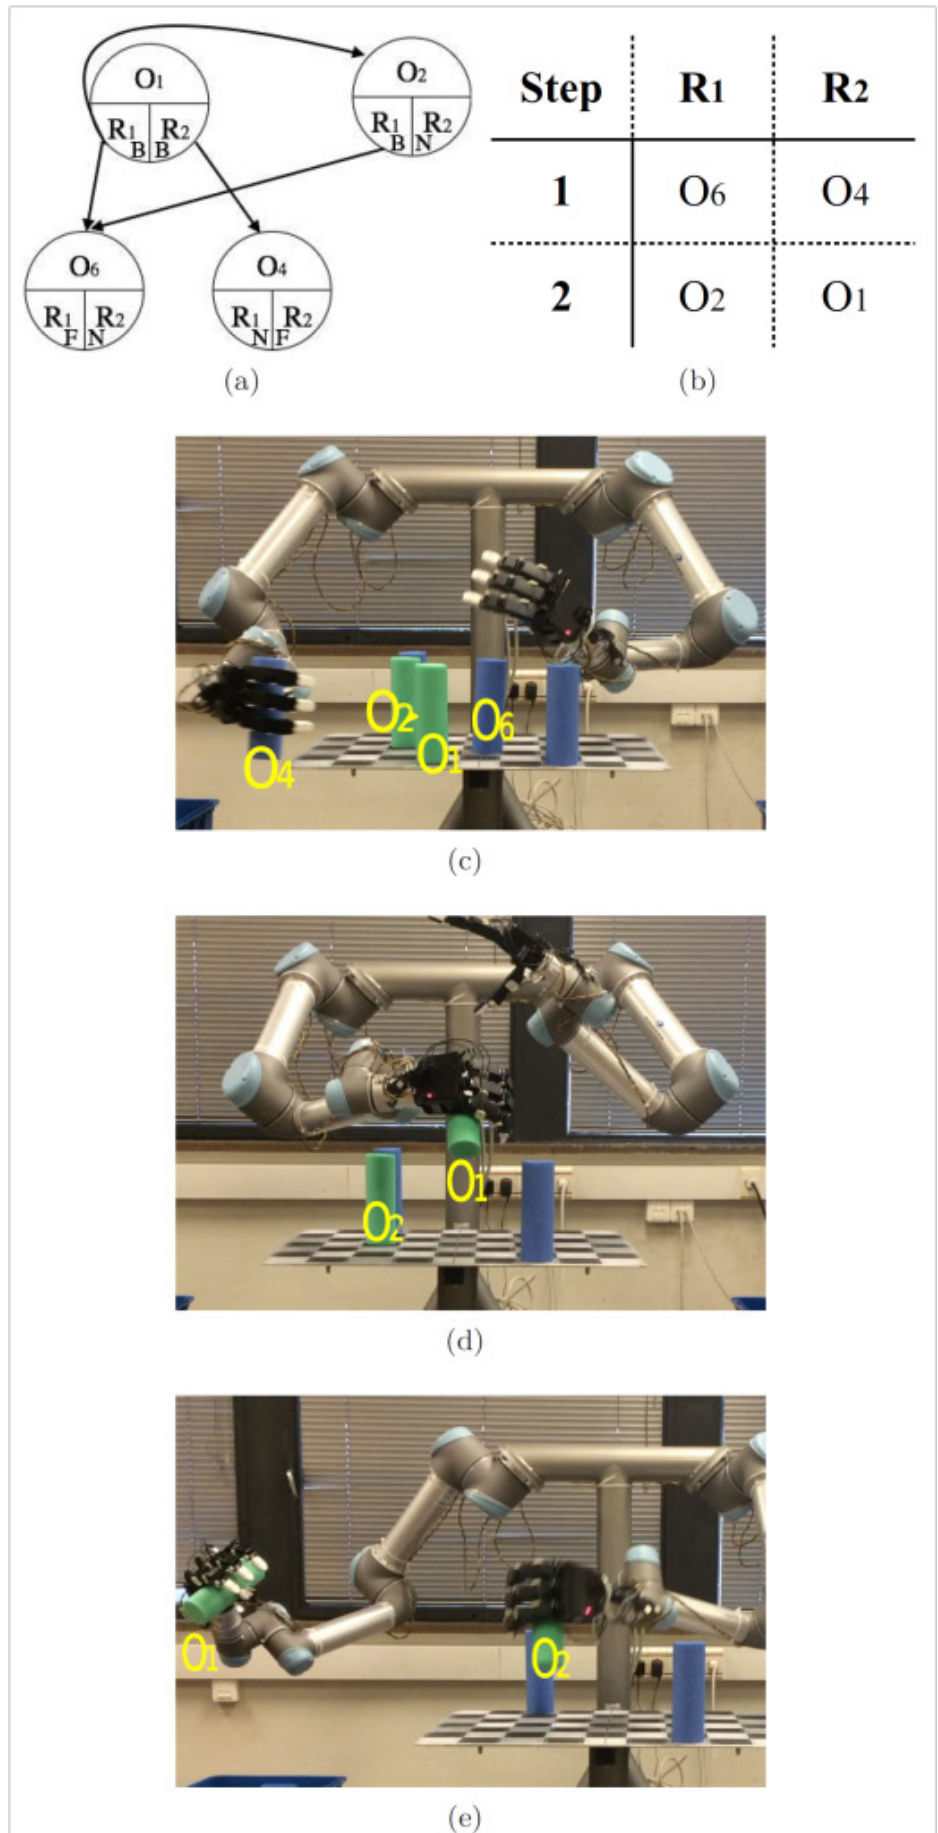 O1
R1 R2
B B
O2
R1 R2
B N
O6
R1 R2
F N
O4
R1 R2
N F
(a)
Step R1 R2
1 O6 O4
2 O2 O1
(b)
O2
O6
O1
O4
(c)
O1
O2
(d)
O1
O2
(e)